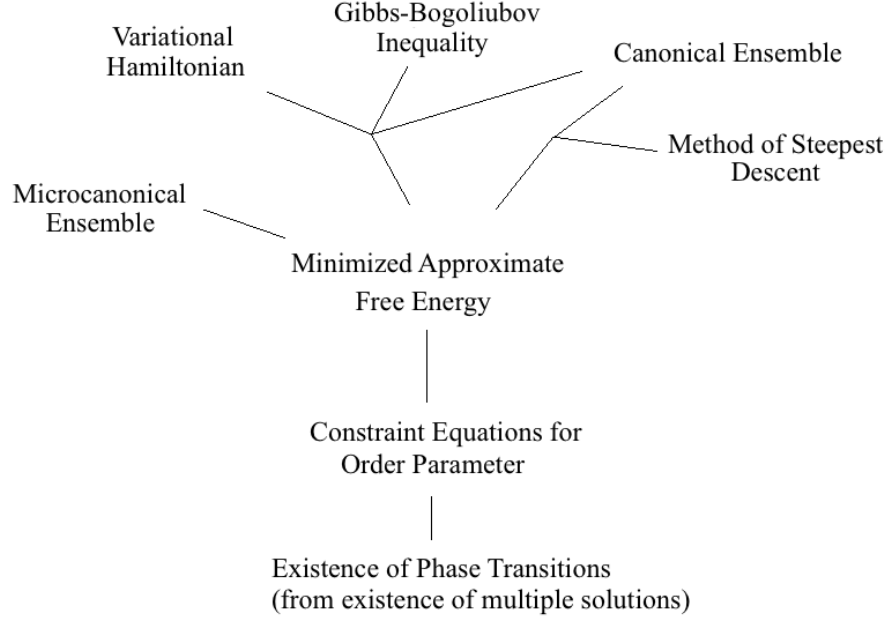 Gibbs-Bogoliubov
Inequality
Variational
Hamiltonian
Canonical Ensemble
Method of Steepest
Descent
Microcanonical
Ensemble
Minimized Approximate
Free Energy
Constraint Equations for
Order Parameter
Existence of Phase Transitions
(from existence of multiple solutions)